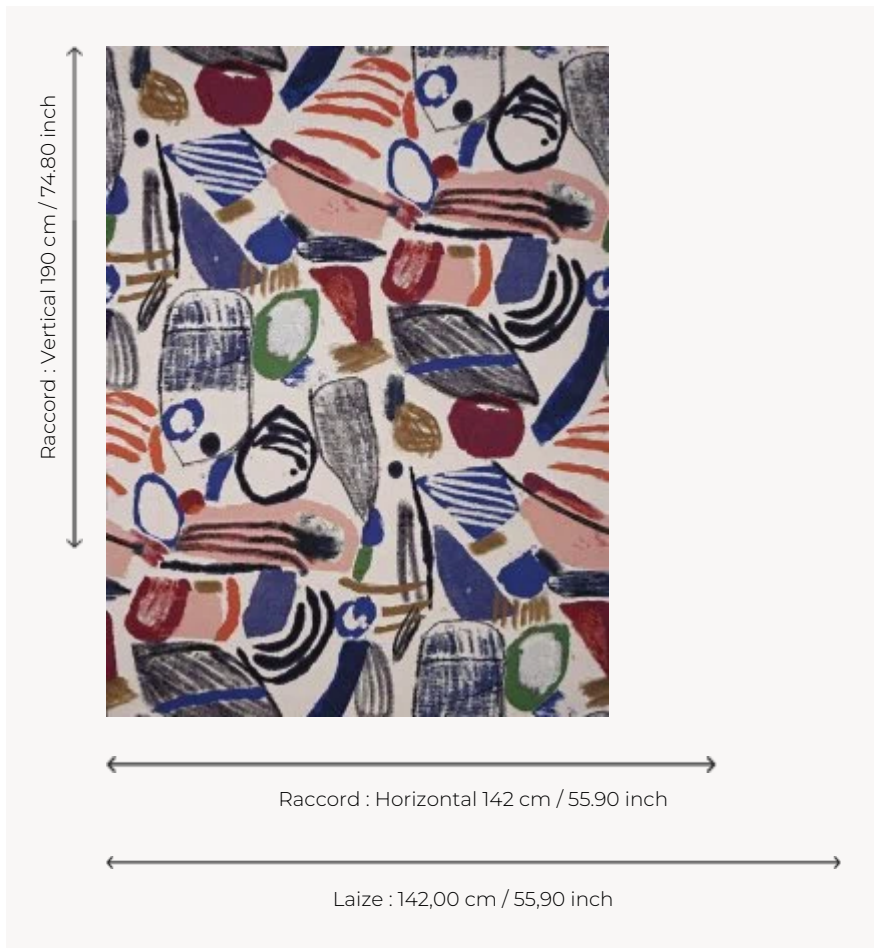 Raccord : Vertical 190 cm / 74.80 inch
Raccord : Horizontal 142 cm / 55.90 inch
Laize : 142,00 cm / 55,90 inch